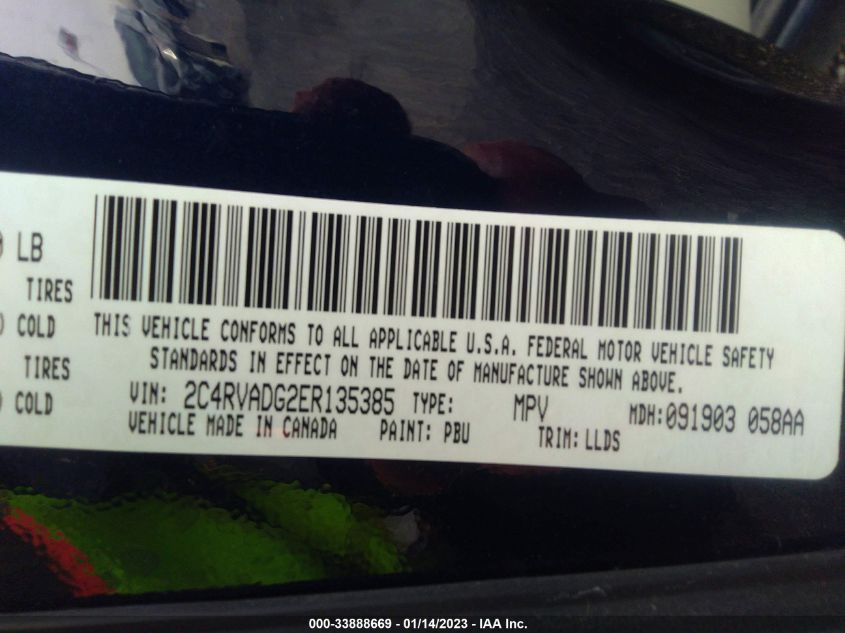 LB
TIRES
COLD
TIRES
COLD
THIS VEHICLE CONFORMS TO ALL APPLICABLE U.S.A. FEDERAL MOTOR VEHICLE SAFETY
STANDARDS IN EFFECT ON THE DATE OF MANUFACTURE SHOWN ABOVE.
VIN: 2C4RVADG2ER135385 TYPE: MPV MDH:091903 058AA
VEHICLE MADE IN CANADA PAINT: PBU TRIM: LLDS
000-33888669 - 01/14/2023 - IAA Inc.